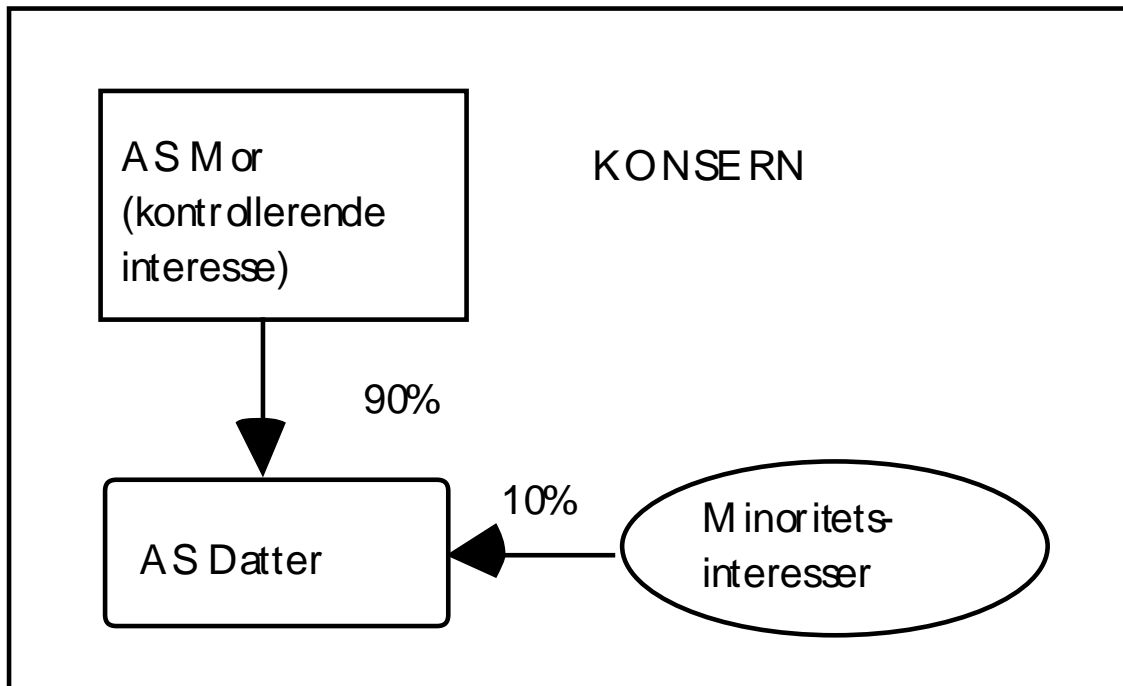 AS Mor
(kontrollerende
interesse)
KONSERN
90%
AS Datter
10%
Minoritets-
interesser